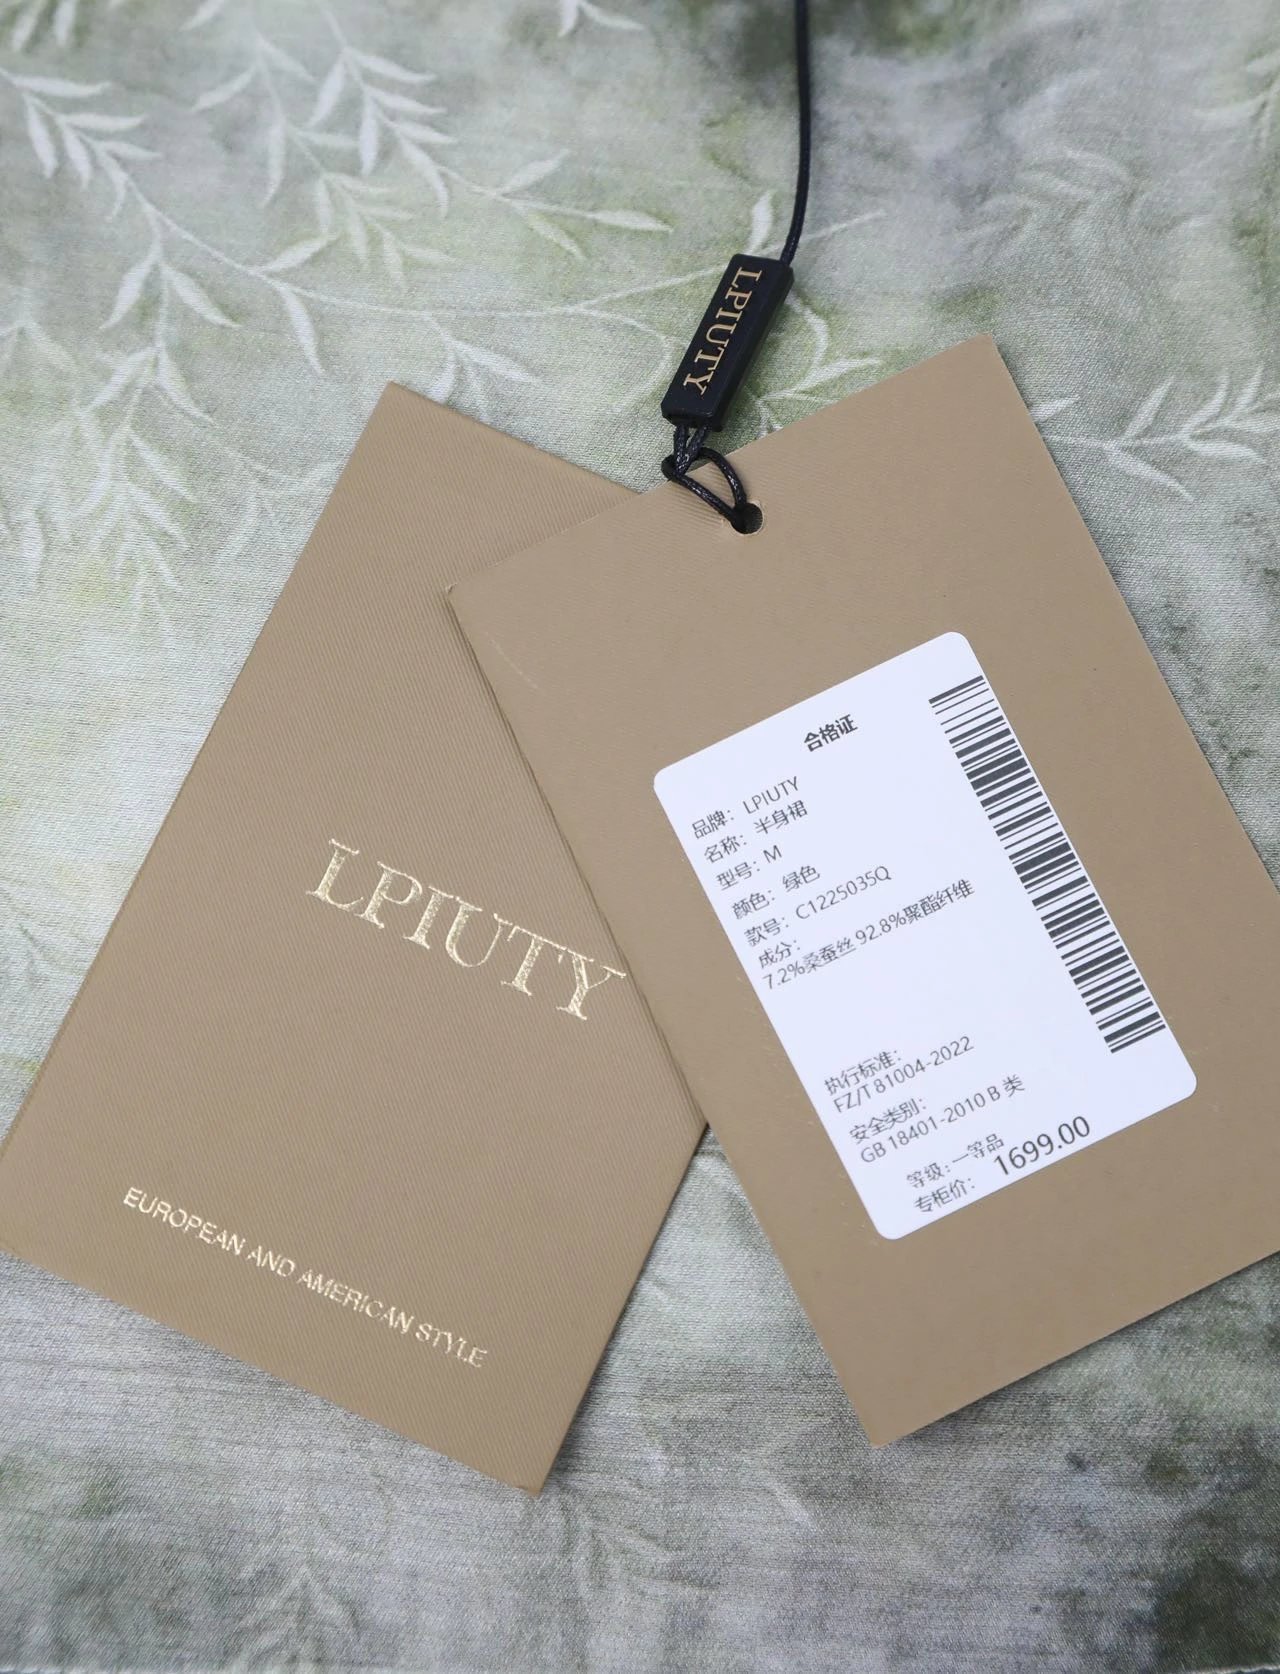 LPIUTY
LPIUTY
EUROPEAN AND AMERICAN STYLE
合格证
品牌：LPIUTY
名称：半身裙
型号：M
颜色：绿色
款号：C1225035Q
成分：
7.2%桑蚕丝 92.8%聚酯纤维
执行标准：
FZ/T 81004-2022
安全类别：
GB 18401-2010 B 类
等级：一等品
专柜价：1699.00